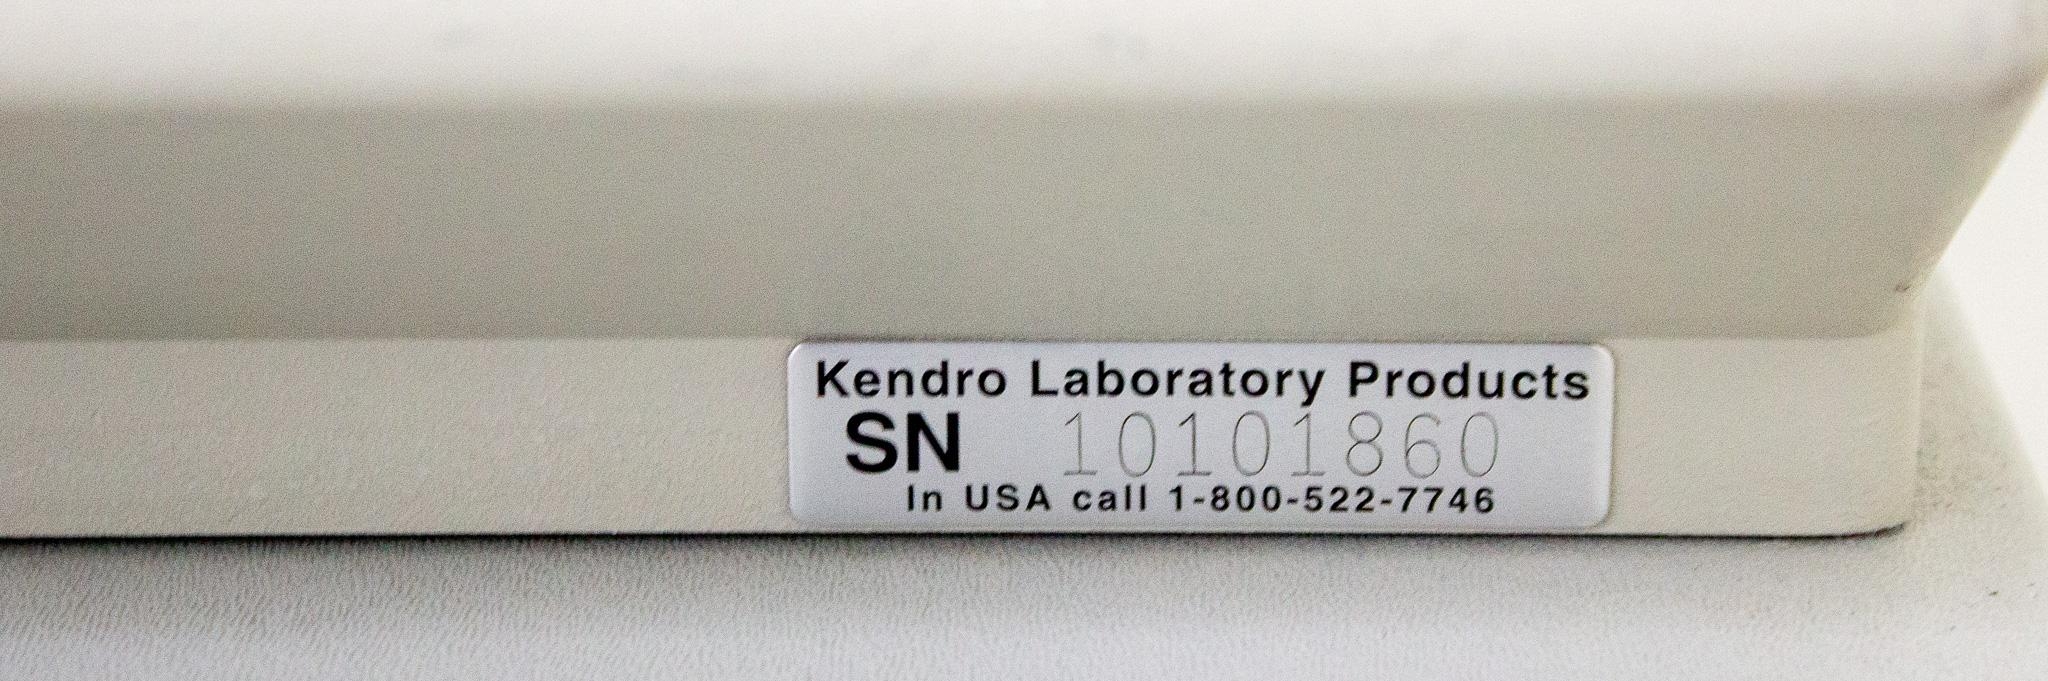 Kendro Laboratory Products
SN 10101860
In USA call 1-800-522-7746